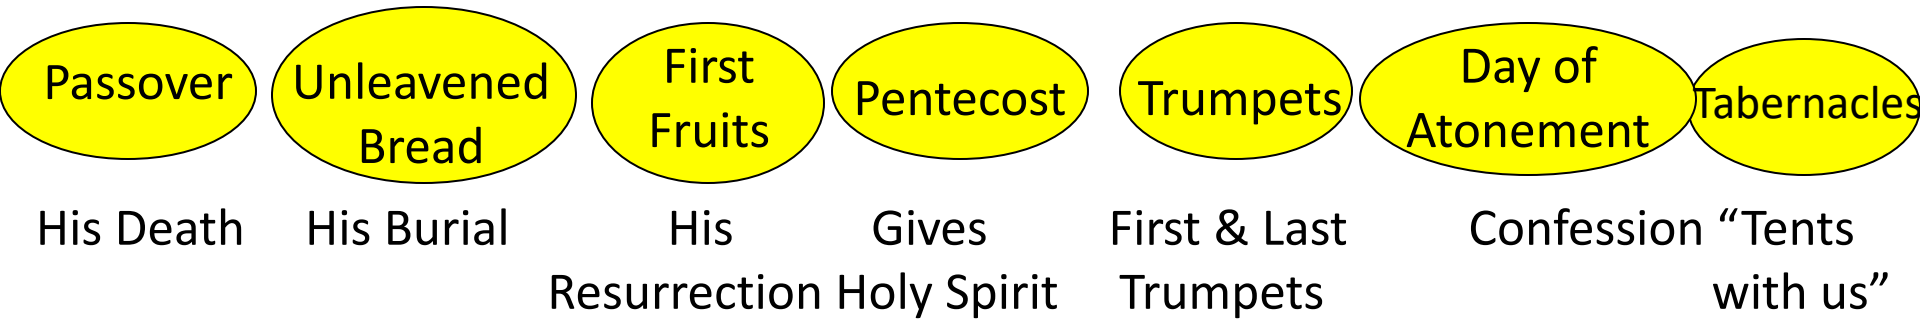 Passover
Unleavened
Bread
First
Fruits
Pentecost
Trumpets
Day of
Atonement
Tabernacles
His Death
His Burial
His
Resurrection
Gives
Holy Spirit
First & Last
Trumpets
Confession
“Tents
with us”